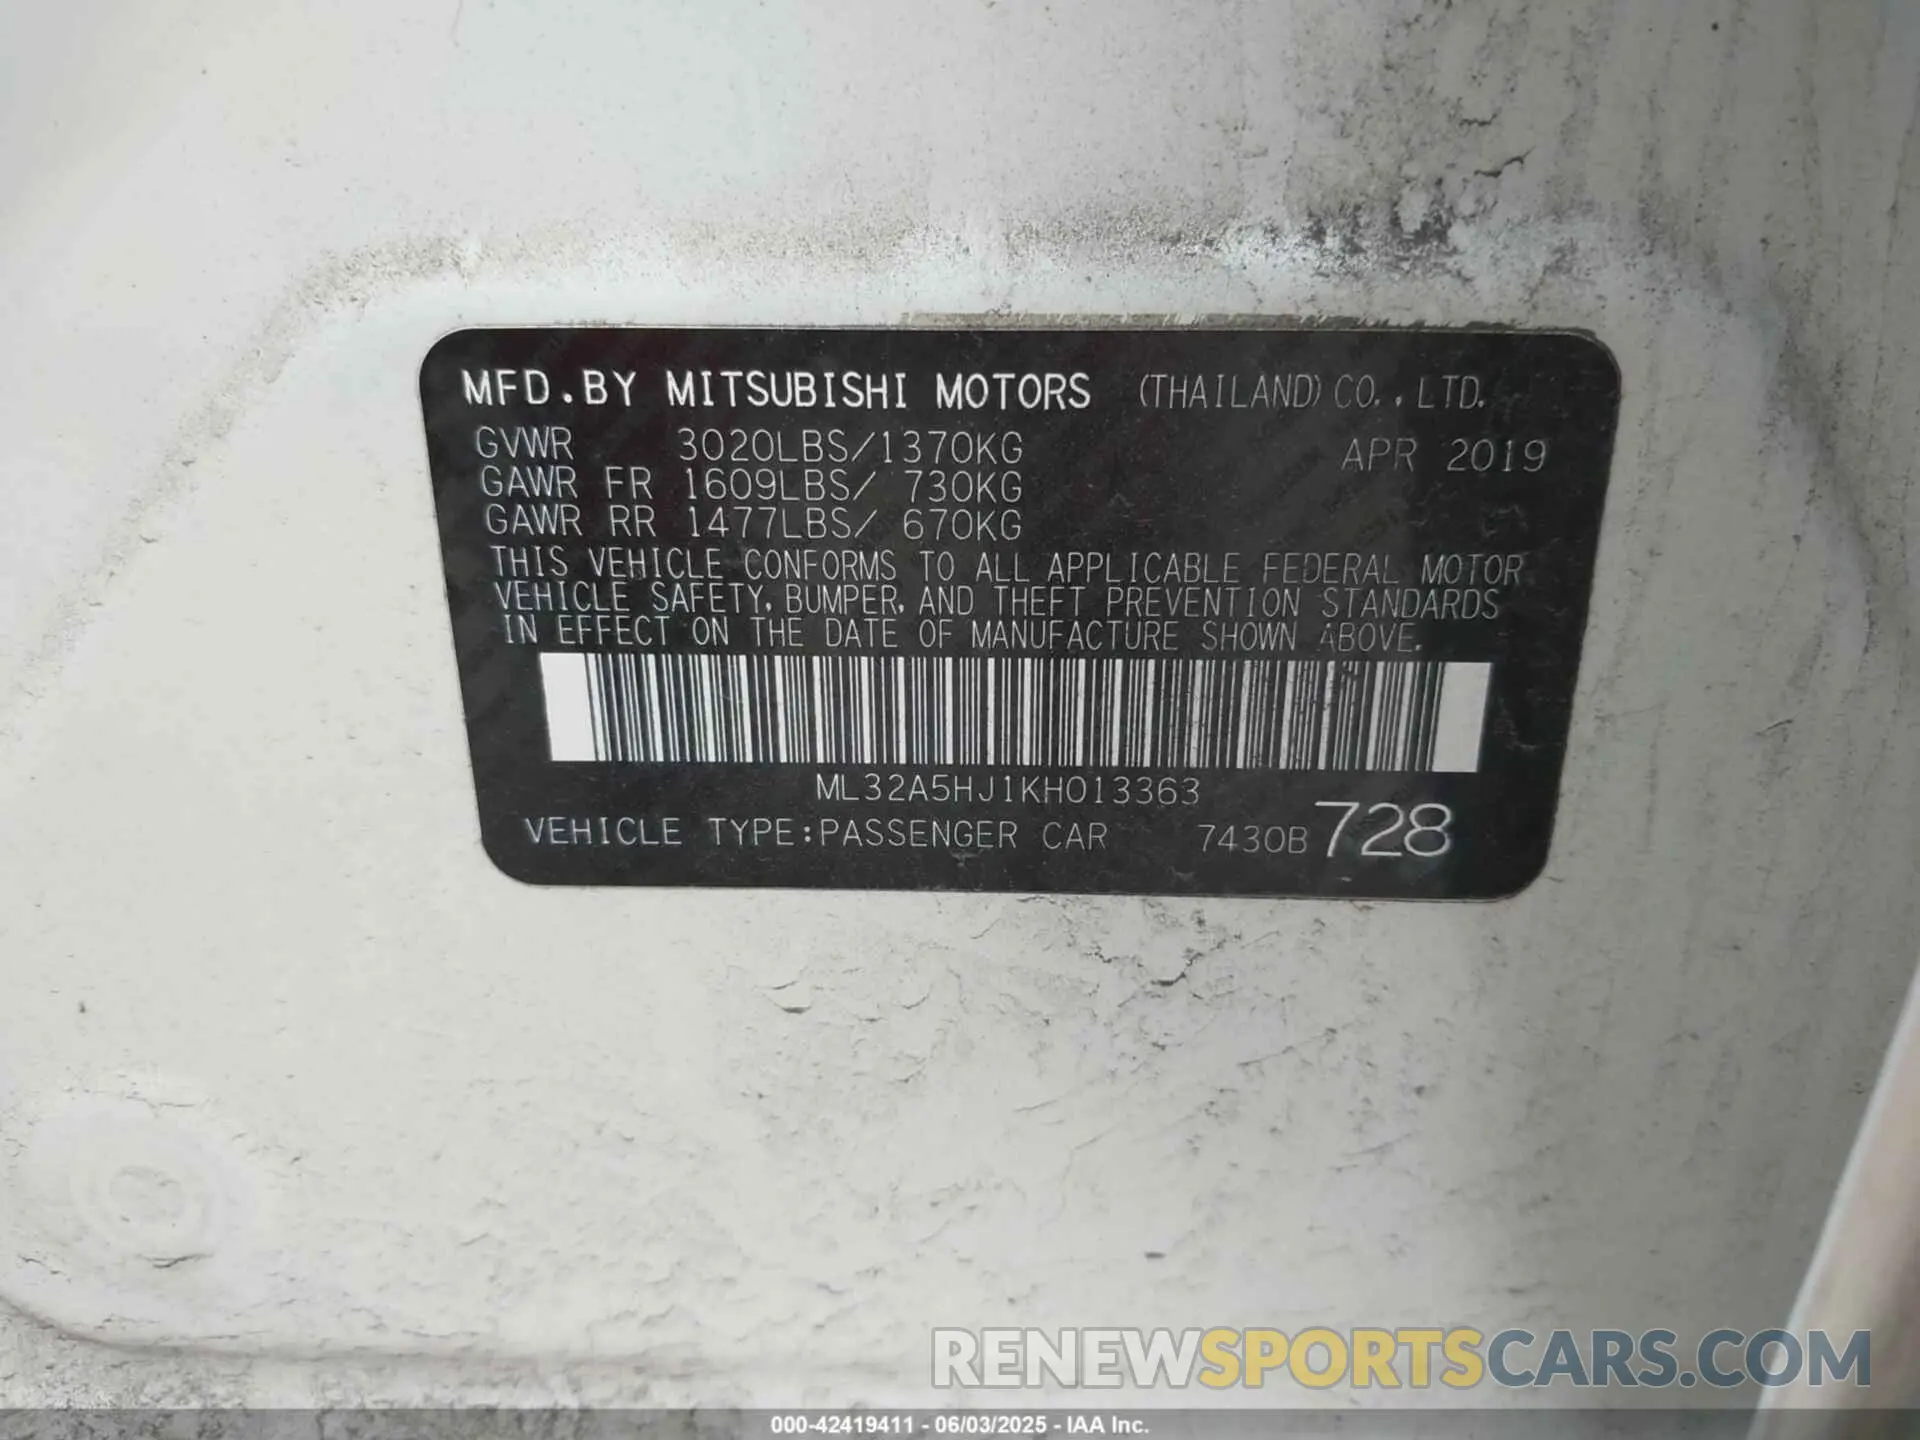 MFD.BY MITSUBISHI MOTORS (THAILAND) CO.,LTD.
GVWR 3020LBS/1370KG APR 2019
GAWR FR 1609LBS/ 730KG
GAWR RR 1477LBS/ 670KG
THIS VEHICLE CONFORMS TO ALL APPLICABLE FEDERAL MOTOR
VEHICLE SAFETY, BUMPER, AND THEFT PREVENTION STANDARDS
IN EFFECT ON THE DATE OF MANUFACTURE SHOWN ABOVE.
ML32A5HJ1KH013363
VEHICLE TYPE:PASSENGER CAR 7430B 728
RENEWSPORTSCARS.COM
000-42419411 - 06/03/2025 - IAA Inc.